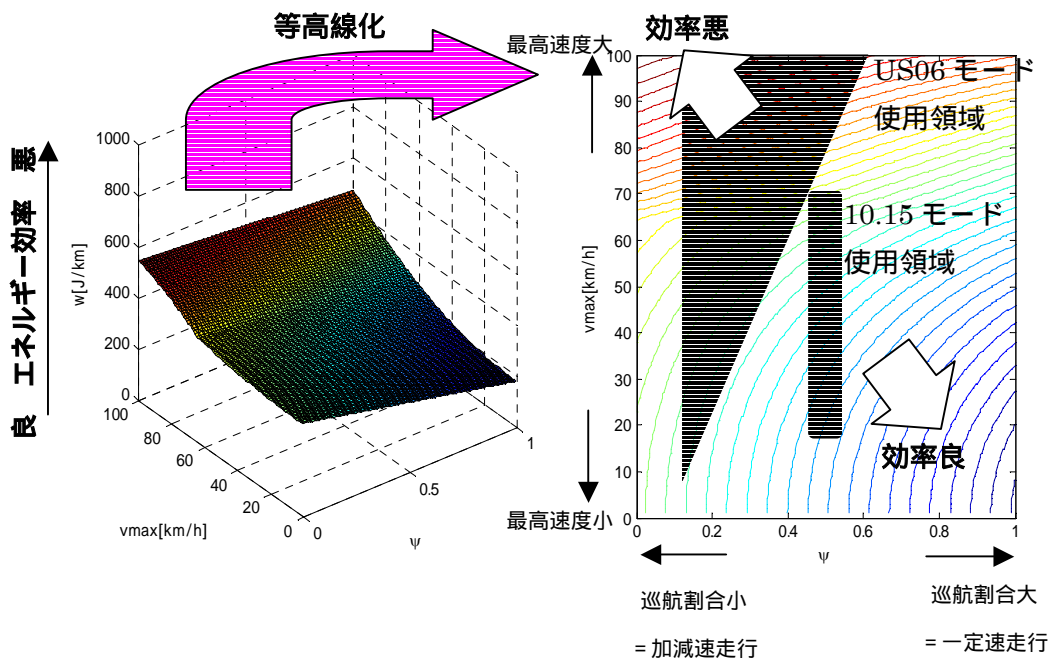 等高線化
効率悪
最高速度大
US06 モード
使用領域
10.15 モード
使用領域
効率良
最高速度小
良 エネルギー効率 悪
w[J/km]
1000
800
600
400
200
0
100
80
60
40
20
0
vmax[km/h]
0
0.5
1
ψ
vmax[km/h]
100
90
80
70
60
50
40
30
20
10
0
0
0.2
0.4
0.6
0.8
1
ψ
巡航割合小
= 加減速走行
巡航割合大
= 一定速走行